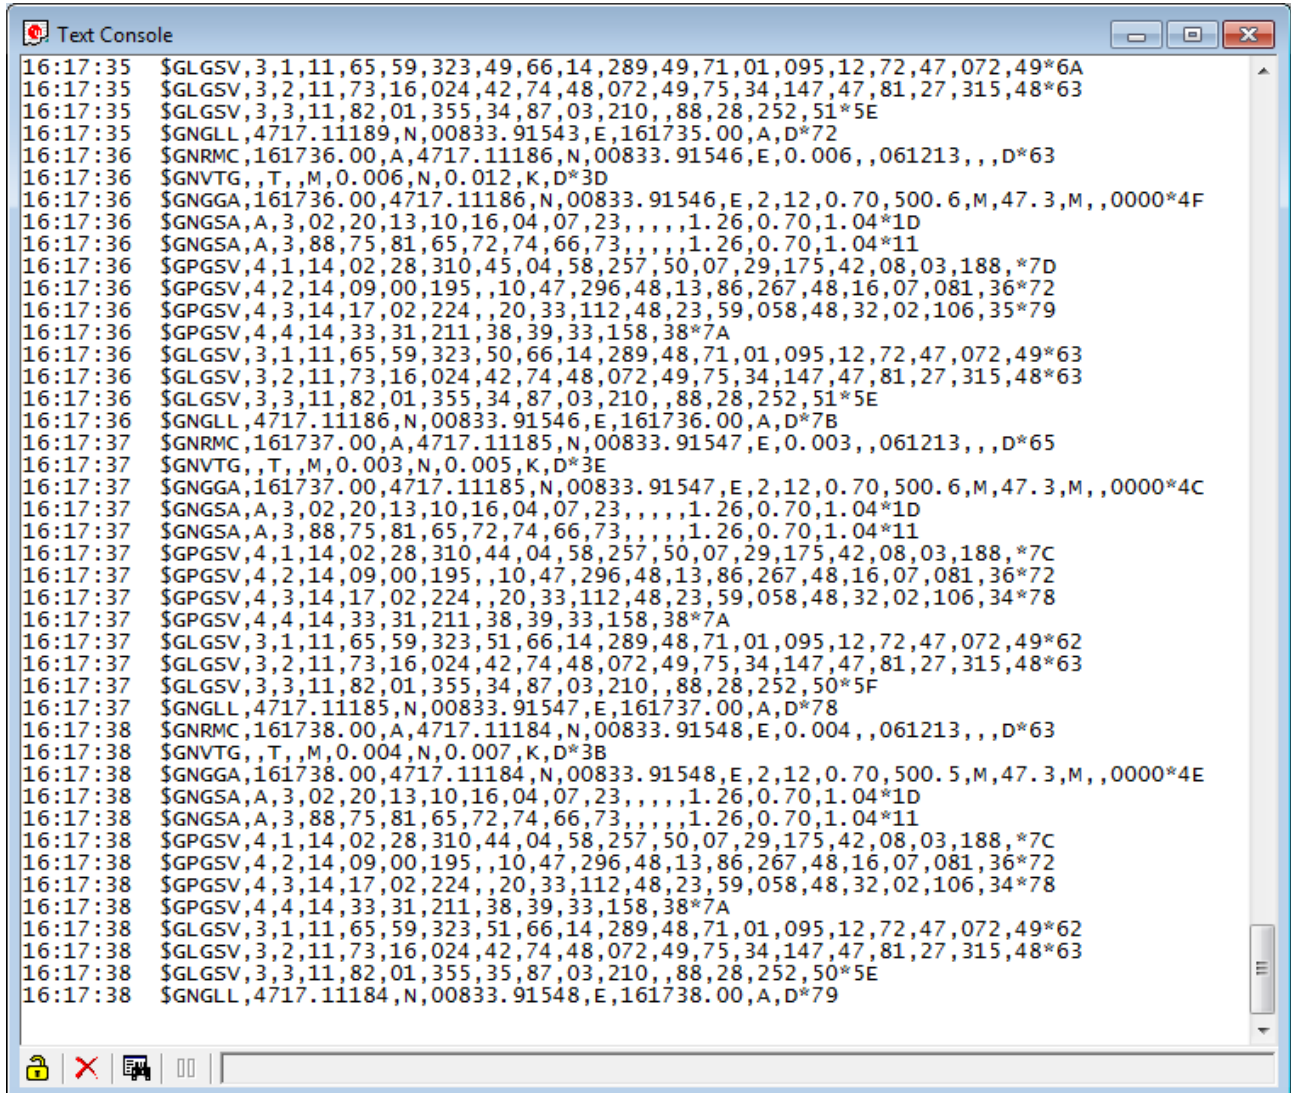 Text Console
16:17:35 $GLGSV,3,1,11,65,59,323,49,66,14,289,49,71,01,095,12,72,47,072,49*6A
16:17:35 $GLGSV,3,2,11,73,16,024,42,74,48,072,49,75,34,147,47,81,27,315,48*63
16:17:35 $GLGSV,3,3,11,82,01,355,34,87,03,210,,88,28,252,51*5E
16:17:35 $GNGLL,4717.11189,N,00833.91543,E,161735.00,A,D*72
16:17:36 $GNRMC,161736.00,A,4717.11186,N,00833.91546,E,0.006,,061213,,,D*63
16:17:36 $GNVTG,,T,,M,0.006,N,0.012,K,D*3D
16:17:36 $GNGGA,161736.00,4717.11186,N,00833.91546,E,2,12,0.70,500.6,M,47.3,M,,0000*4F
16:17:36 $GNGSA,A,3,02,20,13,10,16,04,07,23,,,,,1.26,0.70,1.04*1D
16:17:36 $GNGSA,A,3,88,75,81,65,72,74,66,73,,,,,1.26,0.70,1.04*11
16:17:36 $GPGSV,4,1,14,02,28,310,45,04,58,257,50,07,29,175,42,08,03,188,*7D
16:17:36 $GPGSV,4,2,14,09,00,195,,10,47,296,48,13,86,267,48,16,07,081,36*72
16:17:36 $GPGSV,4,3,14,17,02,224,,20,33,112,48,23,59,058,48,32,02,106,35*79
16:17:36 $GPGSV,4,4,14,33,31,211,38,39,33,158,38*7A
16:17:36 $GLGSV,3,1,11,65,59,323,50,66,14,289,48,71,01,095,12,72,47,072,49*63
16:17:36 $GLGSV,3,2,11,73,16,024,42,74,48,072,49,75,34,147,47,81,27,315,48*63
16:17:36 $GLGSV,3,3,11,82,01,355,34,87,03,210,,88,28,252,51*5E
16:17:36 $GNGLL,4717.11186,N,00833.91546,E,161736.00,A,D*7B
16:17:37 $GNRMC,161737.00,A,4717.11185,N,00833.91547,E,0.003,,061213,,,D*65
16:17:37 $GNVTG,,T,,M,0.003,N,0.005,K,D*3E
16:17:37 $GNGGA,161737.00,4717.11185,N,00833.91547,E,2,12,0.70,500.6,M,47.3,M,,0000*4C
16:17:37 $GNGSA,A,3,02,20,13,10,16,04,07,23,,,,,1.26,0.70,1.04*1D
16:17:37 $GNGSA,A,3,88,75,81,65,72,74,66,73,,,,,1.26,0.70,1.04*11
16:17:37 $GPGSV,4,1,14,02,28,310,44,04,58,257,50,07,29,175,42,08,03,188,*7C
16:17:37 $GPGSV,4,2,14,09,00,195,,10,47,296,48,13,86,267,48,16,07,081,36*72
16:17:37 $GPGSV,4,3,14,17,02,224,,20,33,112,48,23,59,058,48,32,02,106,34*78
16:17:37 $GPGSV,4,4,14,33,31,211,38,39,33,158,38*7A
16:17:37 $GLGSV,3,1,11,65,59,323,51,66,14,289,48,71,01,095,12,72,47,072,49*62
16:17:37 $GLGSV,3,2,11,73,16,024,42,74,48,072,49,75,34,147,47,81,27,315,48*63
16:17:37 $GLGSV,3,3,11,82,01,355,34,87,03,210,,88,28,252,50*5F
16:17:37 $GNGLL,4717.11185,N,00833.91547,E,161737.00,A,D*78
16:17:38 $GNRMC,161738.00,A,4717.11184,N,00833.91548,E,0.004,,061213,,,D*63
16:17:38 $GNVTG,,T,,M,0.004,N,0.007,K,D*3B
16:17:38 $GNGGA,161738.00,4717.11184,N,00833.91548,E,2,12,0.70,500.5,M,47.3,M,,0000*4E
16:17:38 $GNGSA,A,3,02,20,13,10,16,04,07,23,,,,,1.26,0.70,1.04*1D
16:17:38 $GNGSA,A,3,88,75,81,65,72,74,66,73,,,,,1.26,0.70,1.04*11
16:17:38 $GPGSV,4,1,14,02,28,310,44,04,58,257,50,07,29,175,42,08,03,188,*7C
16:17:38 $GPGSV,4,2,14,09,00,195,,10,47,296,48,13,86,267,48,16,07,081,36*72
16:17:38 $GPGSV,4,3,14,17,02,224,,20,33,112,48,23,59,058,48,32,02,106,34*78
16:17:38 $GPGSV,4,4,14,33,31,211,38,39,33,158,38*7A
16:17:38 $GLGSV,3,1,11,65,59,323,51,66,14,289,48,71,01,095,12,72,47,072,49*62
16:17:38 $GLGSV,3,2,11,73,16,024,42,74,48,072,49,75,34,147,47,81,27,315,48*63
16:17:38 $GLGSV,3,3,11,82,01,355,35,87,03,210,,88,28,252,50*5E
16:17:38 $GNGLL,4717.11184,N,00833.91548,E,161738.00,A,D*79